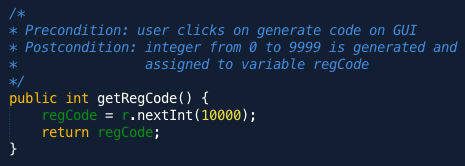 /*
* Precondition: user clicks on generate code on GUI
* Postcondition: integer from 0 to 9999 is generated and
*                assigned to variable regCode
*/
public int getRegCode() {
    regCode = r.nextInt(10000);
    return regCode;
}